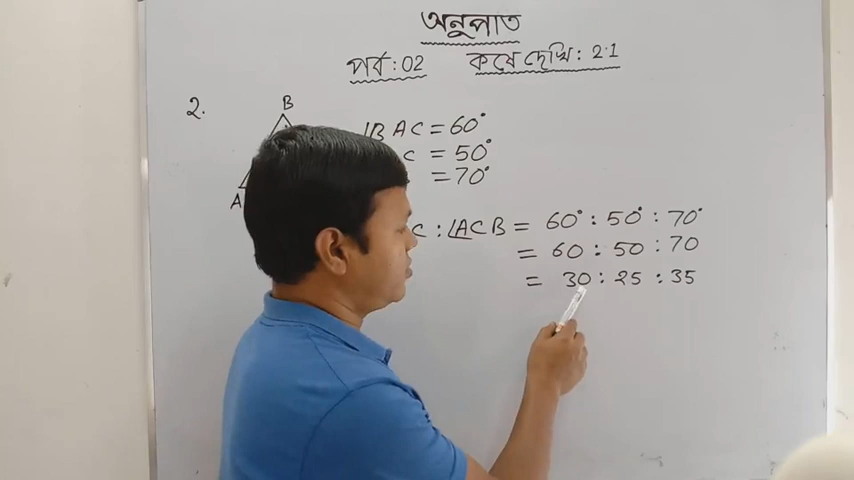 অনুপাত
পর্ব : 02 কষে দেখি : 2·1
2.
B
∠BAC = 60°
C = 50°
= 70°
A
C : ∠ACB = 60° : 50° : 70°
= 60 : 50 : 70
= 30 : 25 : 35